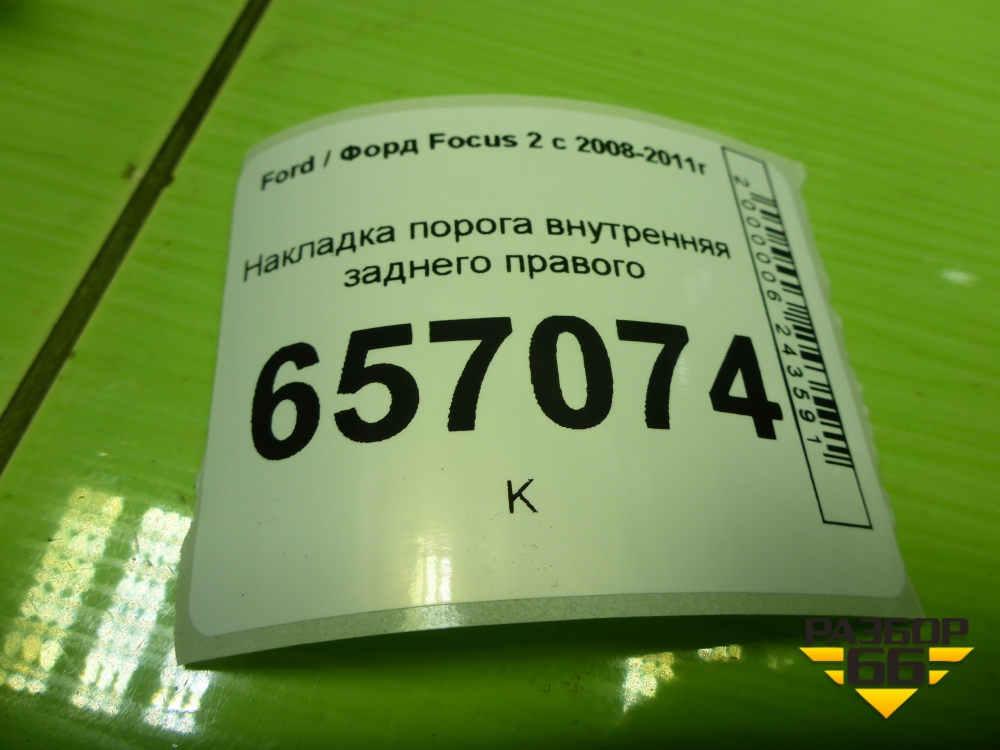 Ford / Форд Focus 2 с 2008-2011г
Накладка порога внутренняя
заднего правого
657074
К
2000006243591
РАЗБОР
66